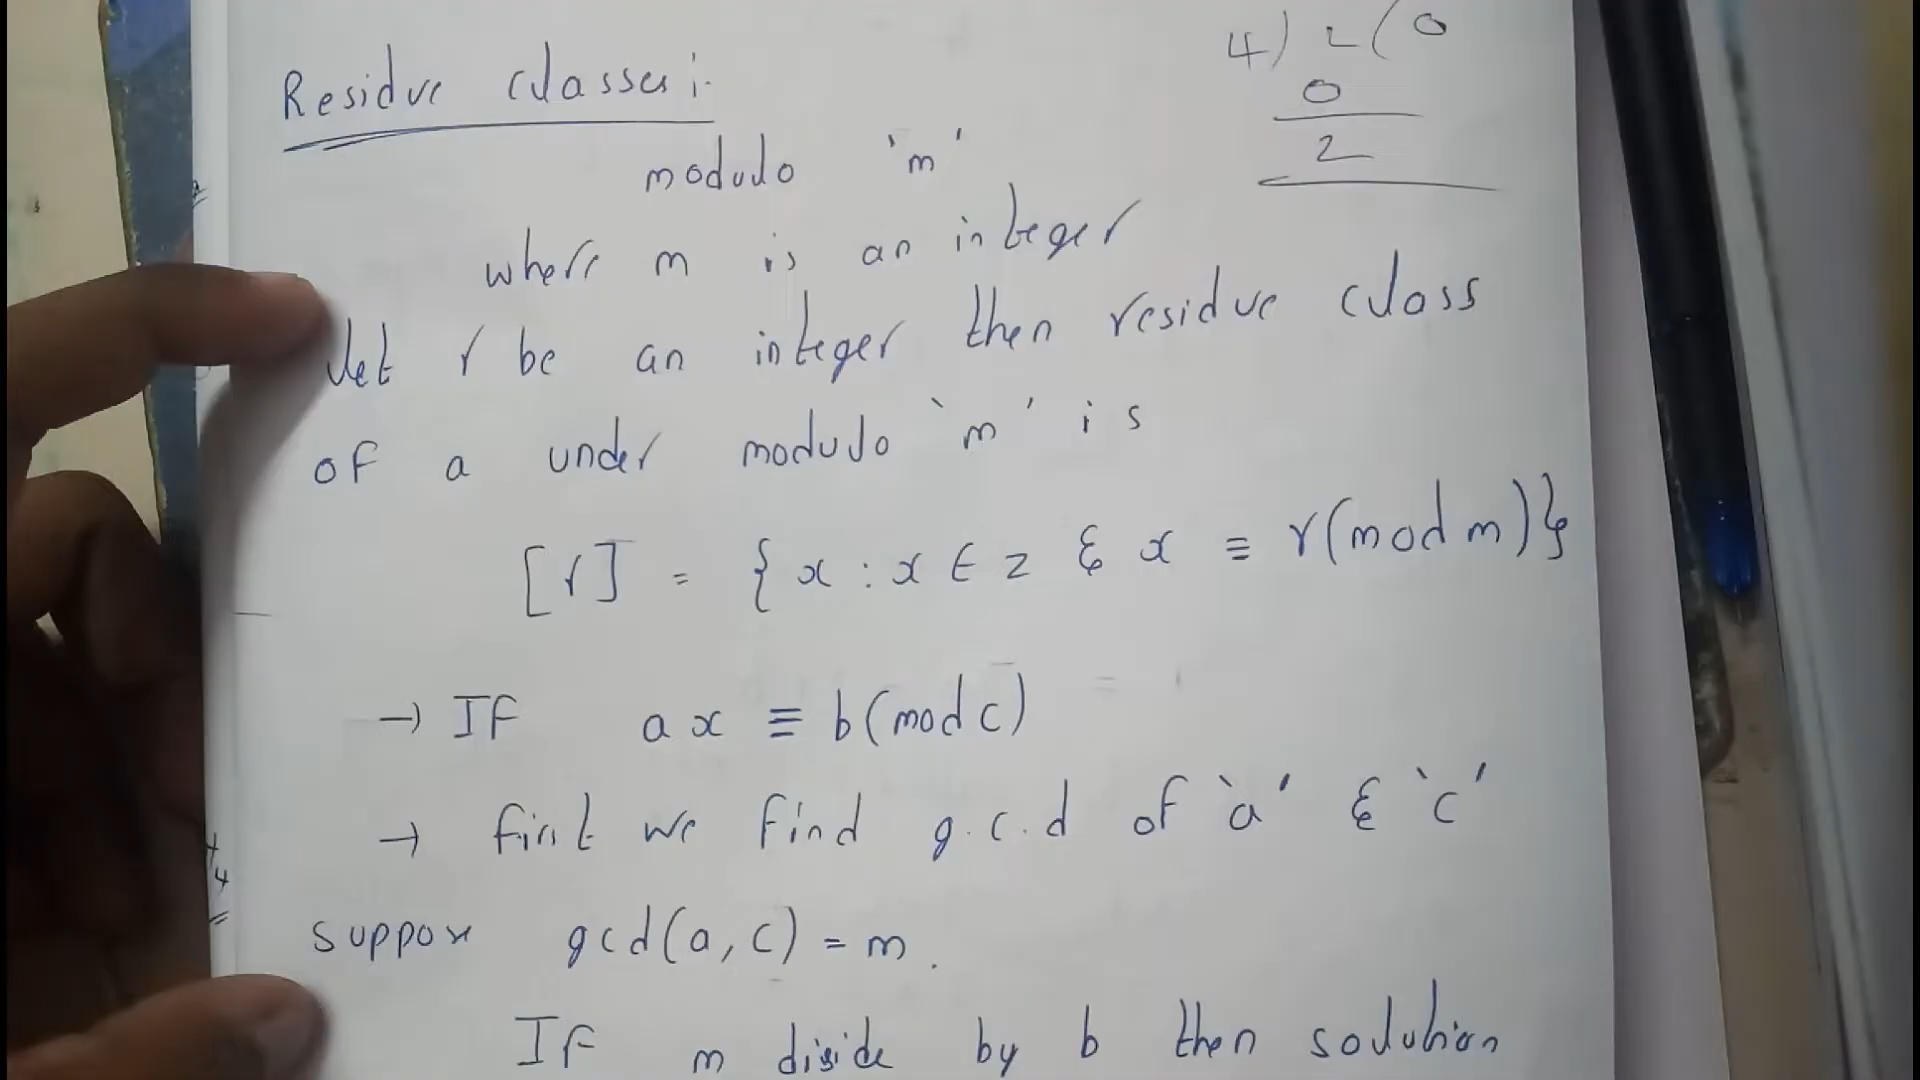 Residue classes :-
4) 2 ( 0
0
2
modulo 'm'
where m is an integer
let r be an integer then residue class
of a under modulo 'm' is
[r] = { x : x ∈ z & x ≡ r (mod m) }
→ IF ax ≡ b (mod c)
→ first we find g.c.d of 'a' & 'c'
4
suppose gcd(a, c) = m.
IF m divide by b then solution